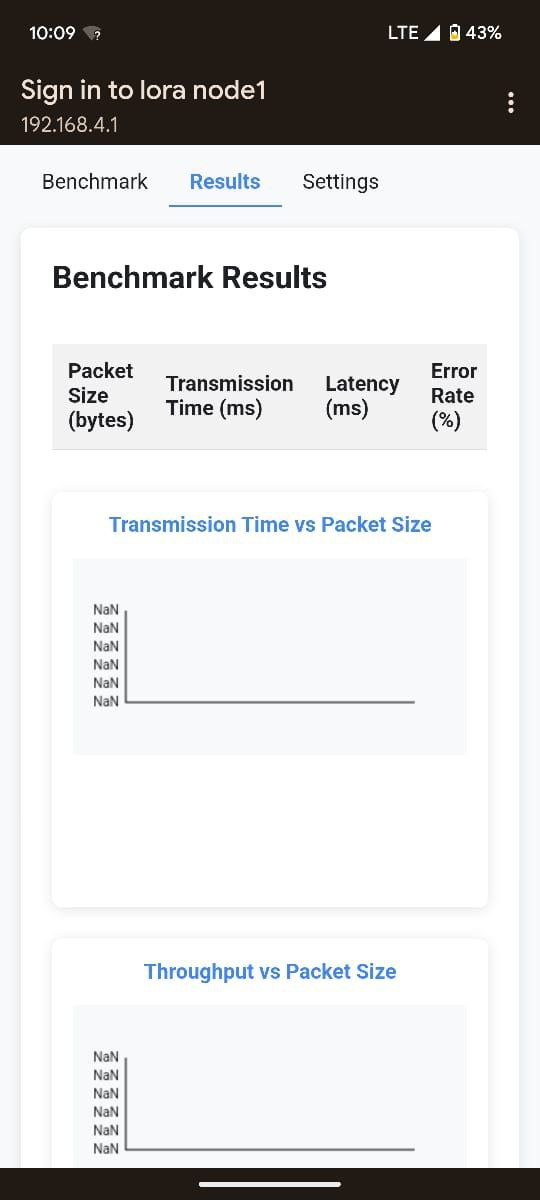 10:09
LTE 43%
Sign in to lora node1
192.168.4.1
Benchmark Results Settings
Benchmark Results
Packet Size (bytes)
Transmission Time (ms)
Latency (ms)
Error Rate (%)
Transmission Time vs Packet Size
NaN
NaN
NaN
NaN
NaN
NaN
Throughput vs Packet Size
NaN
NaN
NaN
NaN
NaN
NaN